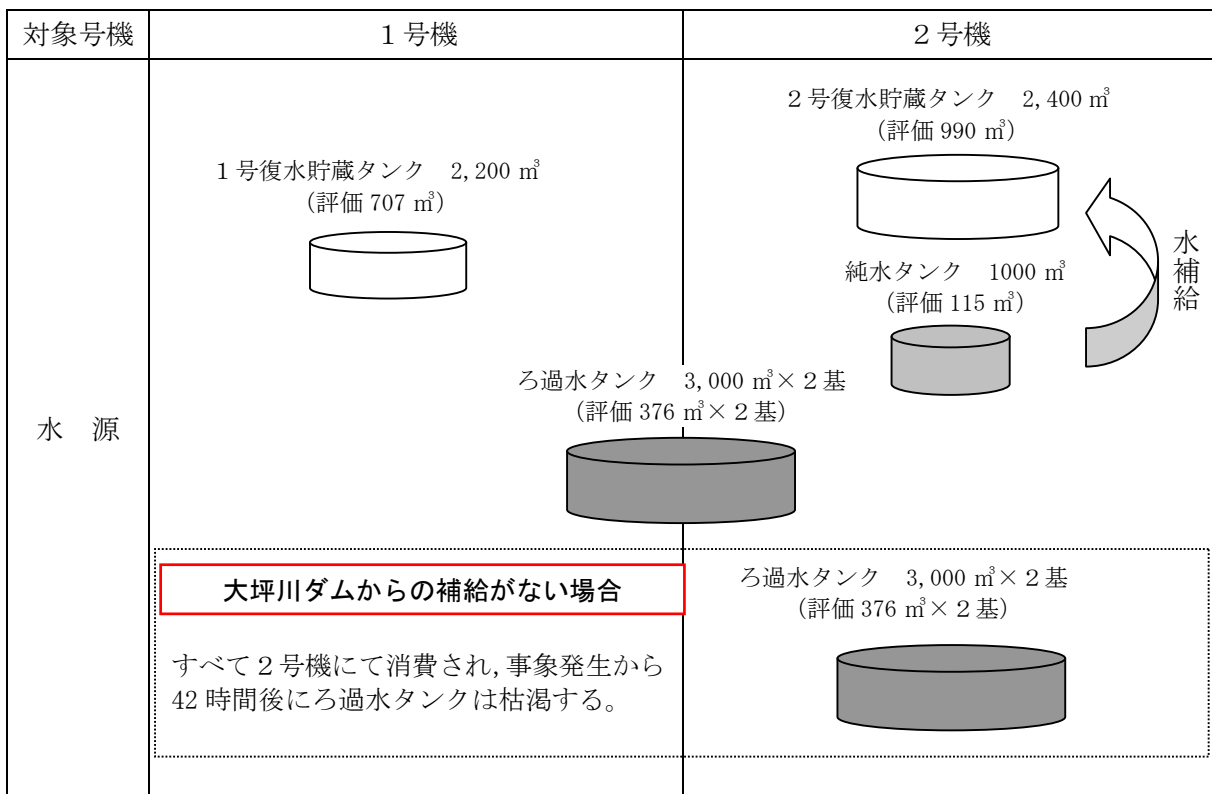 対象号機
１号機
２号機
水　源
１号復水貯蔵タンク　2,200 ㎥
（評価 707 ㎥）
２号復水貯蔵タンク　2,400 ㎥
（評価 990 ㎥）
純水タンク　1000 ㎥
（評価 115 ㎥）
水補給
ろ過水タンク　3,000 ㎥×２基
（評価 376 ㎥×２基）
大坪川ダムからの補給がない場合
すべて２号機にて消費され,事象発生から
42 時間後にろ過水タンクは枯渇する。
ろ過水タンク　3,000 ㎥×２基
（評価 376 ㎥×２基）